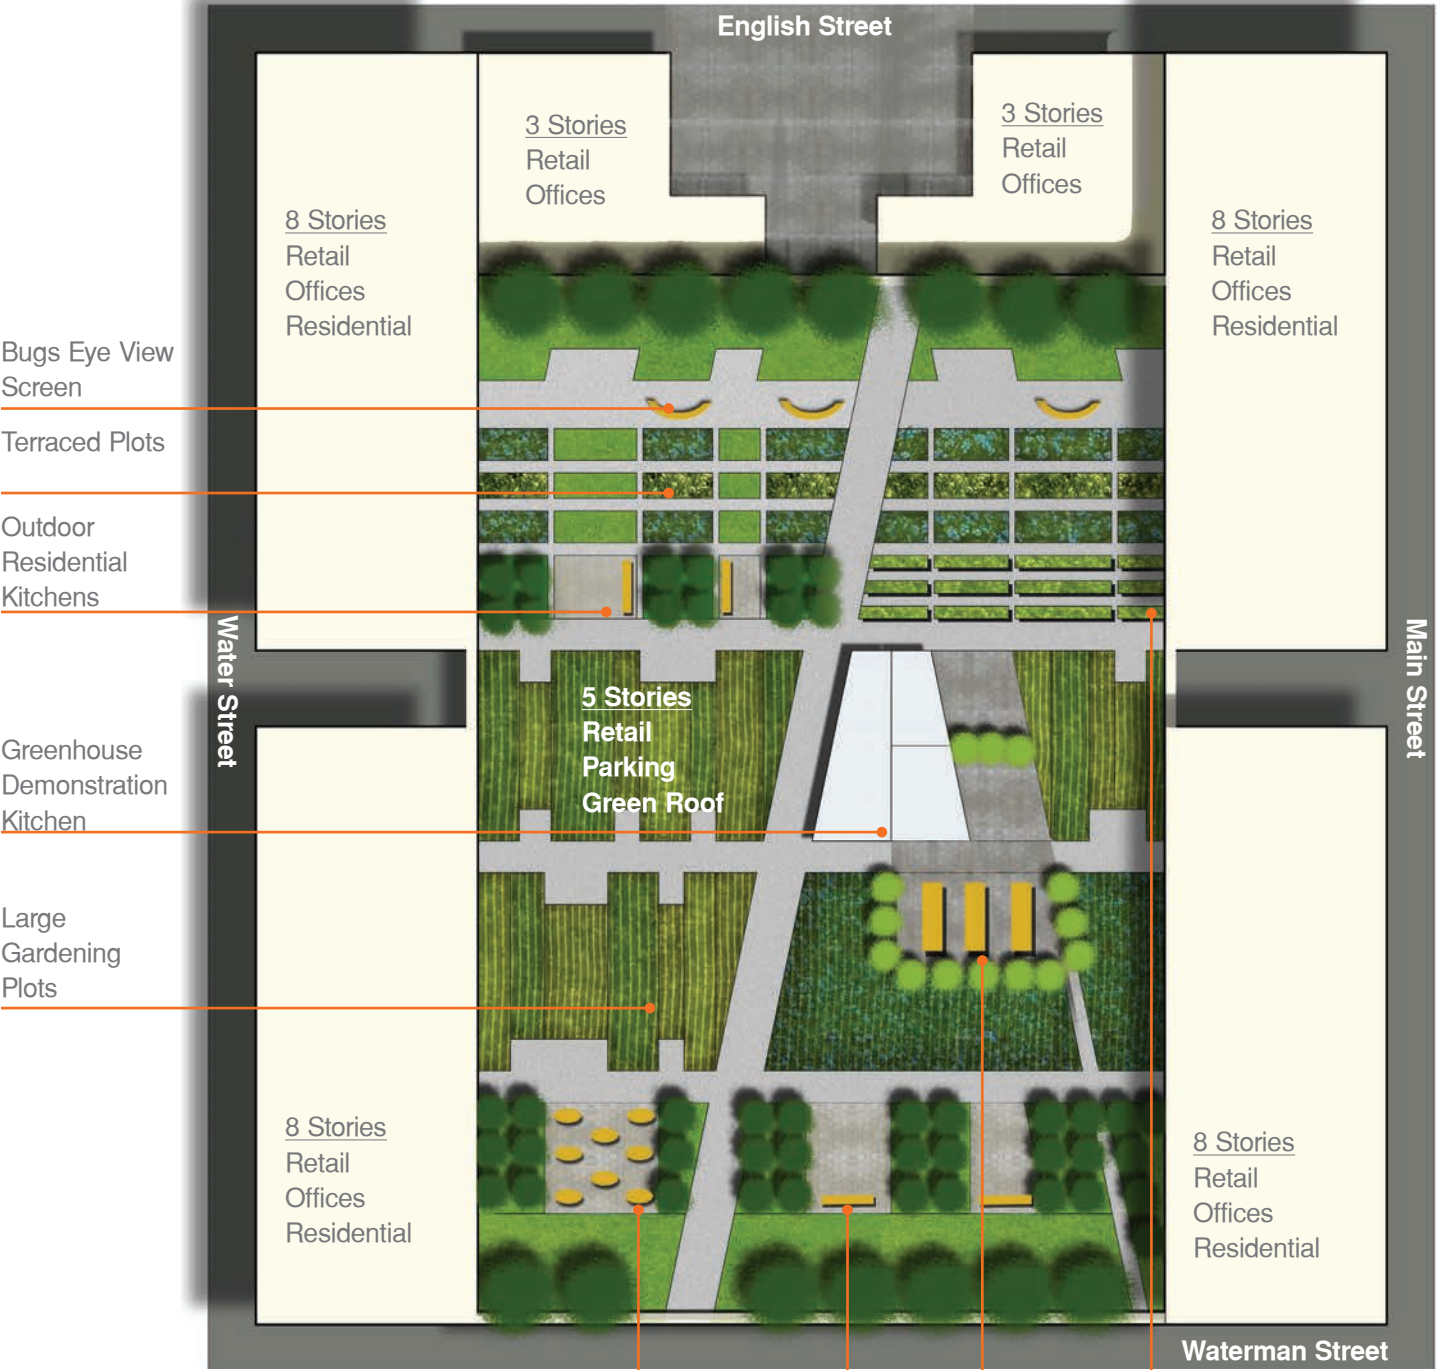 English Street
3 Stories
Retail
Offices
3 Stories
Retail
Offices
8 Stories
Retail
Offices
Residential
8 Stories
Retail
Offices
Residential
Bugs Eye View
Screen
Terraced Plots
Outdoor
Residential
Kitchens
Water Street
Main Street
5 Stories
Retail
Parking
Green Roof
Greenhouse
Demonstration
Kitchen
Large
Gardening
Plots
8 Stories
Retail
Offices
Residential
8 Stories
Retail
Offices
Residential
Waterman Street